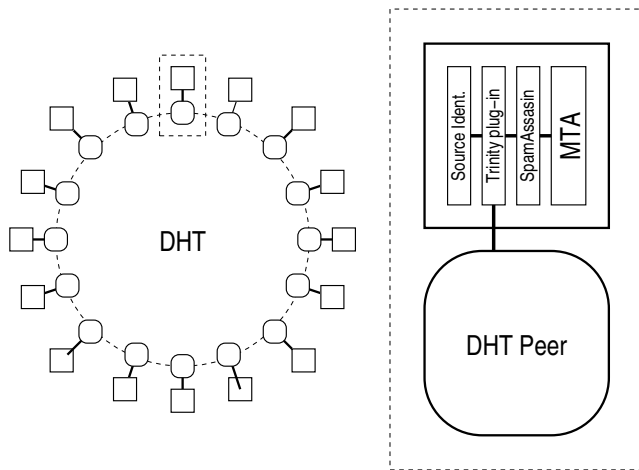 DHT
Source Ident.
Trinity plug-in
SpamAssasin
MTA
DHT Peer